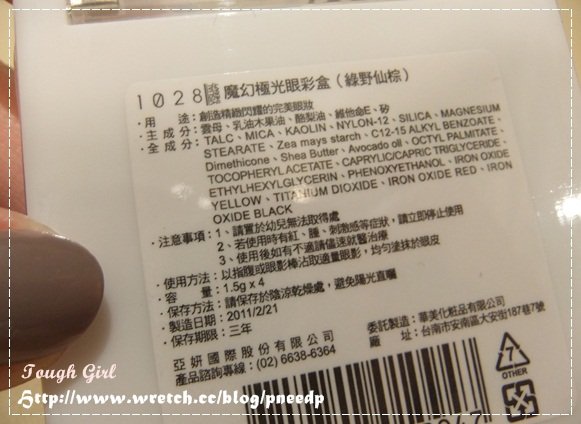 1028 魔幻極光眼彩盒（綠野仙棕）
·用 途：創造精緻閃耀的完美眼妝
·主成分：雲母、乳油木果油、酪梨油、維他命E、矽
·全成分：TALC、MICA、KAOLIN、NYLON-12、SILICA、MAGNESIUM
STEARATE、Zea mays starch、C12-15 ALKYL BENZOATE、
Dimethicone、Shea Butter、Avocado oil、OCTYL PALMITATE、
TOCOPHERYLACETATE、CAPRYLIC/CAPRIC TRIGLYCERIDE、
ETHYLHEXYLGLYCERIN、PHENOXYETHANOL、IRON OXIDE
YELLOW、TITANIUM DIOXIDE、IRON OXIDE RED、IRON
OXIDE BLACK
·注意事項：1、請置於幼兒無法取得處
2、若使用時有紅、腫、刺激感等症狀，請立即停止使用
3、使用後如有不適請儘速就醫治療
·使用方法：以指腹或眼影棒沾取適量眼影，均勻塗抹於眼皮
·容 量：1.5g x 4
·保存方法：請保存於陰涼乾燥處，避免陽光直曬
·製造日期：2011/2/21
·保存期限：三年
亞妍國際股份有限公司
產品諮詢專線：(02) 6638-6364
委託製造：華美化粧品有限公司
廠 址：台南市安南區大安街187巷7號
7
OTHER
Tough Girl
Http://www.wretch.cc/blog/pneedp